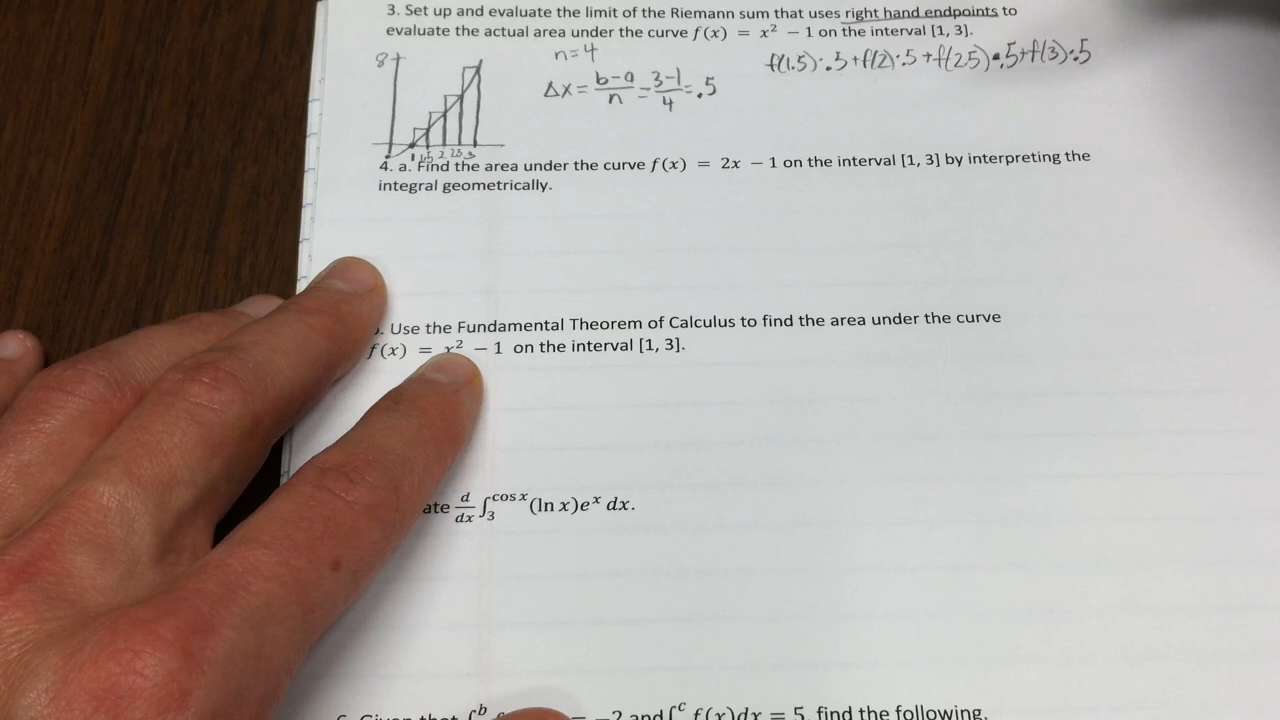 3. Set up and evaluate the limit of the Riemann sum that uses right hand endpoints to
evaluate the actual area under the curve f(x) = x² − 1 on the interval [1, 3].
8
n=4
Δx = b-a/n = 3-1/4 = .5
f(1.5)·.5+f(2)·.5+f(2.5)·.5+f(3)·.5
1 1.5 2 2.5 3
4. a. Find the area under the curve f(x) = 2x − 1 on the interval [1, 3] by interpreting the
integral geometrically.
. Use the Fundamental Theorem of Calculus to find the area under the curve
f(x) = x² − 1 on the interval [1, 3].
ate d/dx ∫₃^cos x (ln x)eˣ dx.
6. Given that ∫ᵇ = −2 and ∫ᶜ f(x)dx = 5, find the following.